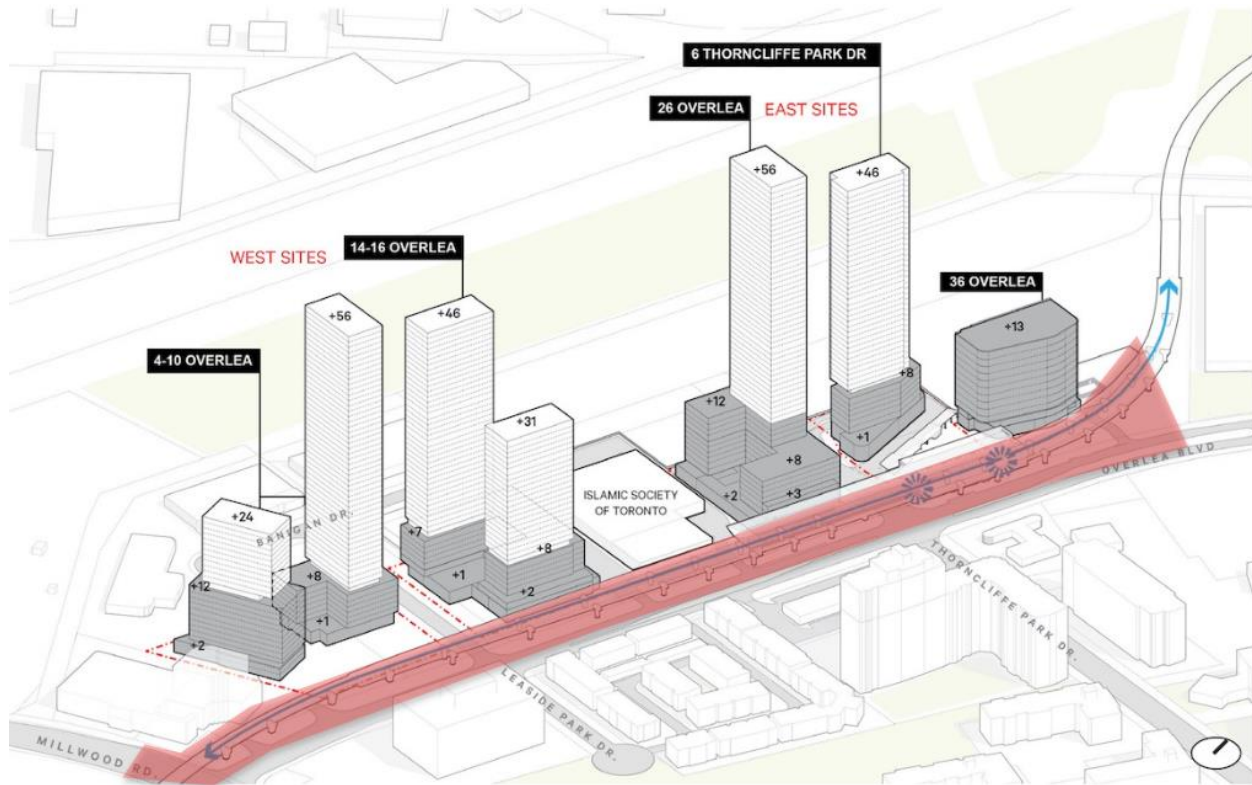 6 THORNCLIFFE PARK DR
26 OVERLEA
EAST SITES
+56
+46
WEST SITES
14-16 OVERLEA
36 OVERLEA
+56
+46
+13
4-10 OVERLEA
+8
+12
+31
+1
+8
ISLAMIC SOCIETY
OF TORONTO
+2
+3
OVERLEA BLVD
+24
BANIGAN DR.
+7
+8
+8
+1
THORNCLIFFE PARK DR.
+12
+2
+1
+2
LEASIDE PARK DR.
MILLWOOD RD.